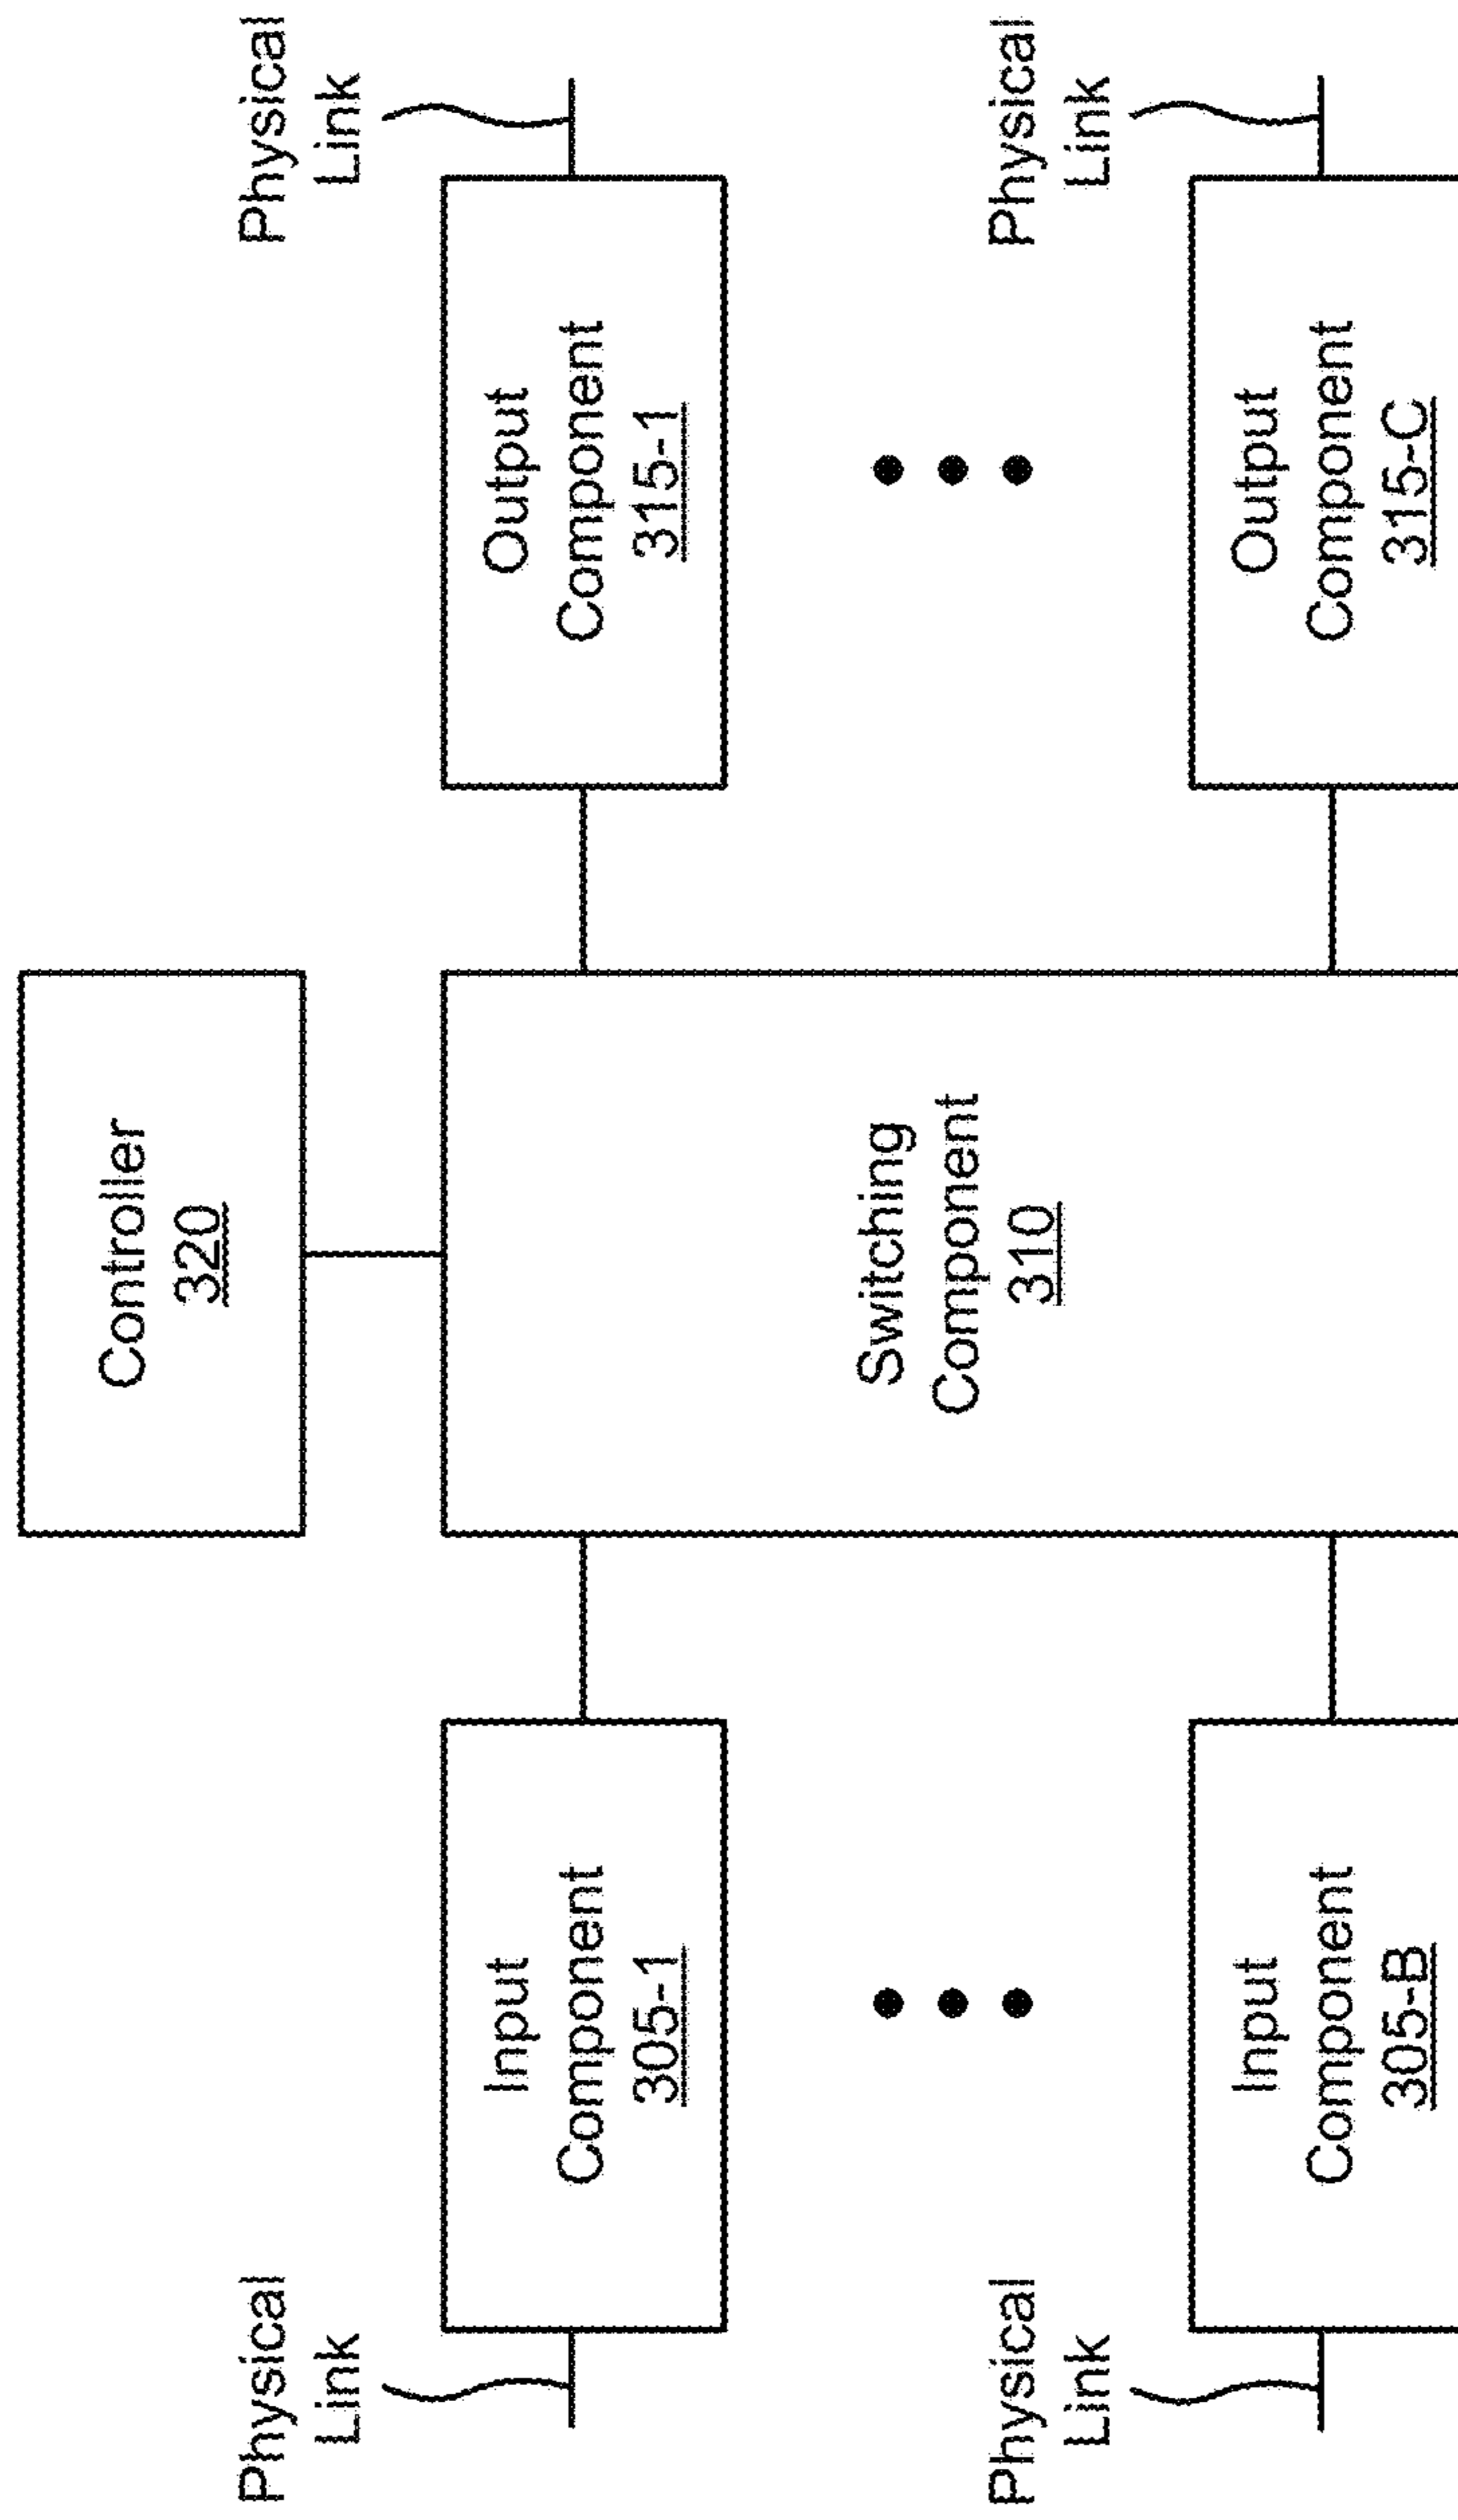 Controller
320
Physical
Link
Physical
Link
Input
Component
305-1
Switching
Component
310
Output
Component
315-1
Physical
Link
Physical
Link
Input
Component
305-B
Output
Component
315-C